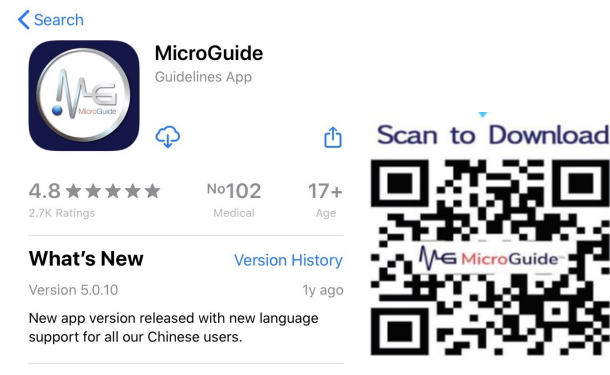 Search
MicroGuide
Guidelines App
MG
MicroGuide
4.8 ★★★★★
2.7K Ratings
No102
Medical
17+
Age
What's New
Version History
Version 5.0.10
1y ago
New app version released with new language
support for all our Chinese users.
Scan to Download
MG MicroGuide